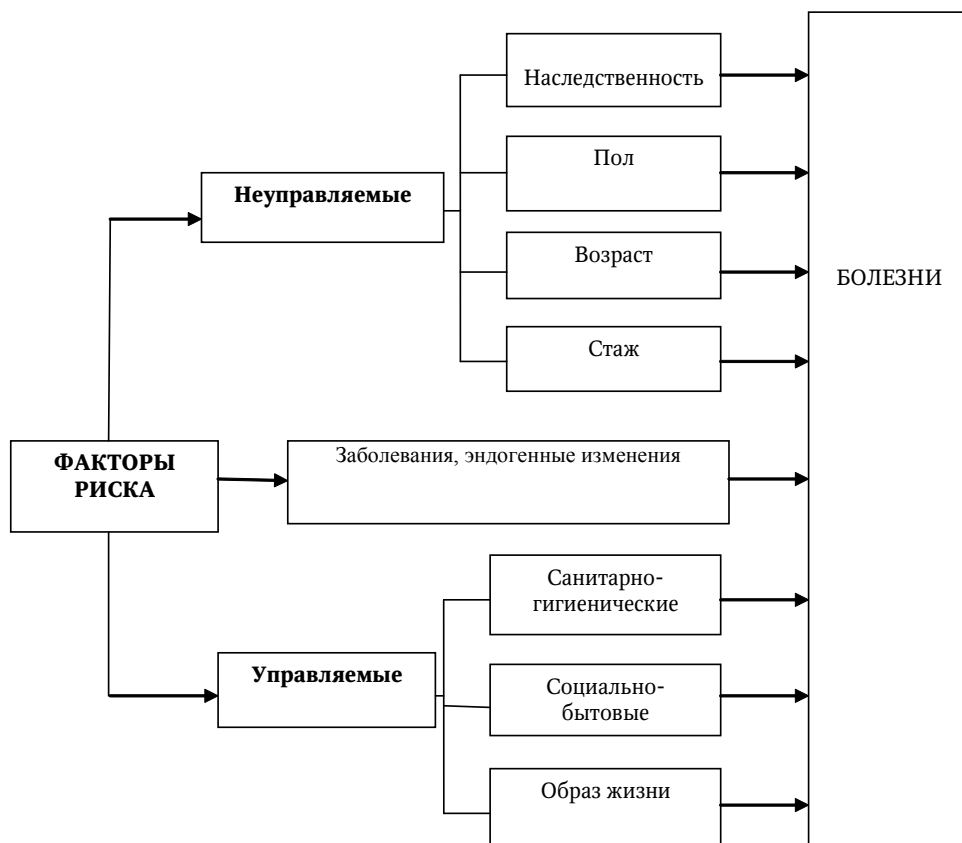 Наследственность
Пол
Неуправляемые
Возраст
БОЛЕЗНИ
Стаж
ФАКТОРЫ
РИСКА
Заболевания, эндогенные изменения
Санитарно-
гигиенические
Управляемые
Социально-
бытовые
Образ жизни